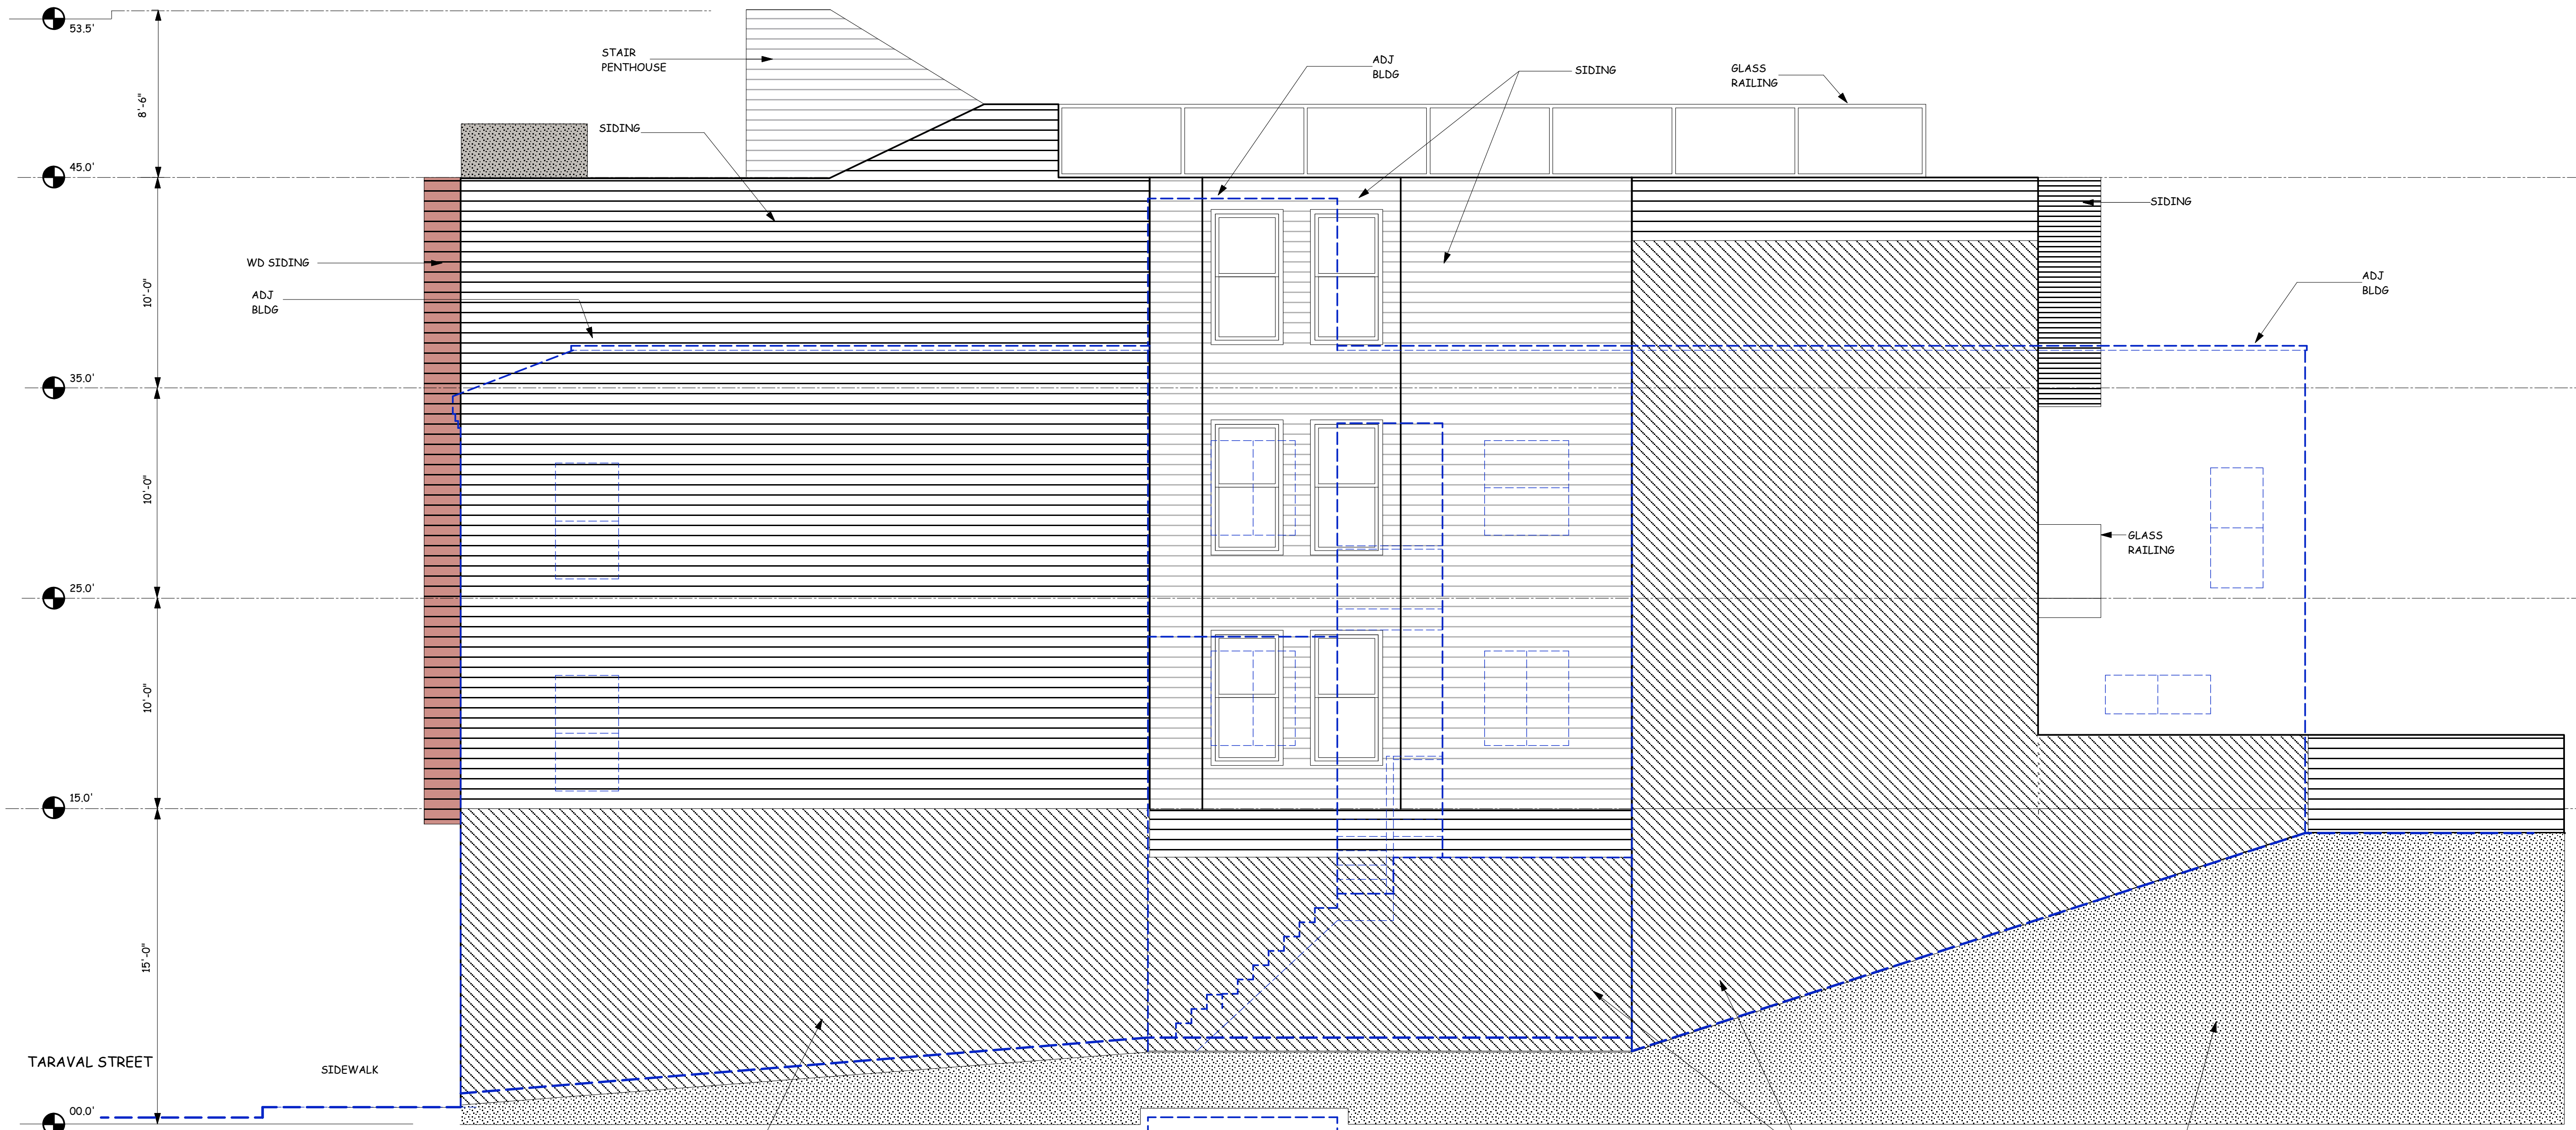 53.5'
8'-6"
STAIR
PENTHOUSE
ADJ
BLDG
SIDING
GLASS
RAILING
SIDING
45.0'
SIDING
WD SIDING
ADJ
BLDG
10'-0"
ADJ
BLDG
35.0'
10'-0"
GLASS
RAILING
25.0'
10'-0"
15.0'
15'-0"
TARAVAL STREET
SIDEWALK
00.0'